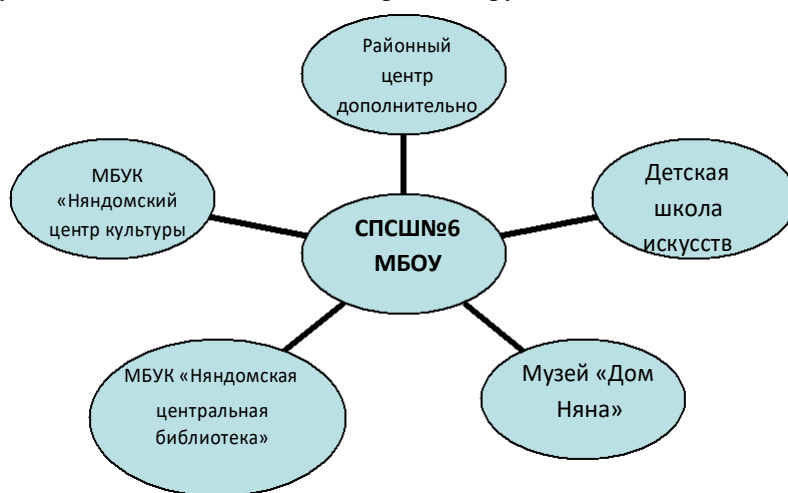 Районный
центр
дополнительно
МБУК
«Няндомский
центр культуры
Детская
школа
искусств
СПСШ№6
МБОУ
МБУК «Няндомская
центральная
библиотека»
Музей «Дом
Няна»